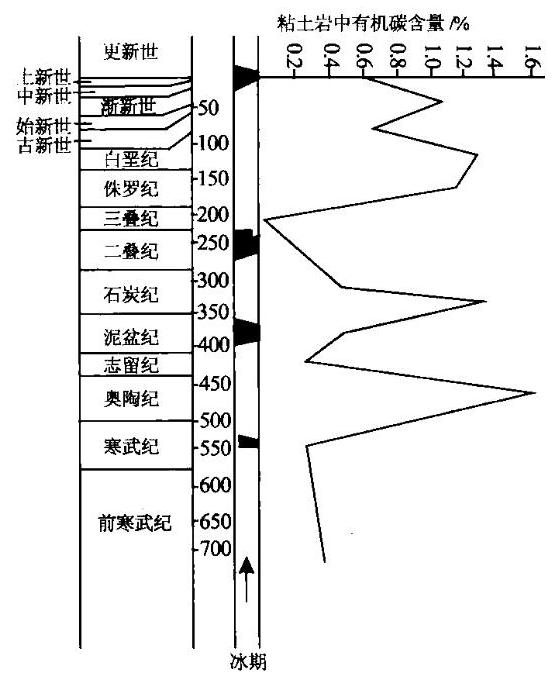 粘土岩中有机碳含量/%
0.2
0.4
0.6
0.8
1.0
1.2
1.4
1.6
更新世
上新世
中新世
渐新世
始新世
古新世
白垩纪
侏罗纪
三叠纪
二叠纪
石炭纪
泥盆纪
志留纪
奥陶纪
寒武纪
前寒武纪
50
100
150
200
250
300
350
400
450
500
550
600
650
700
冰期